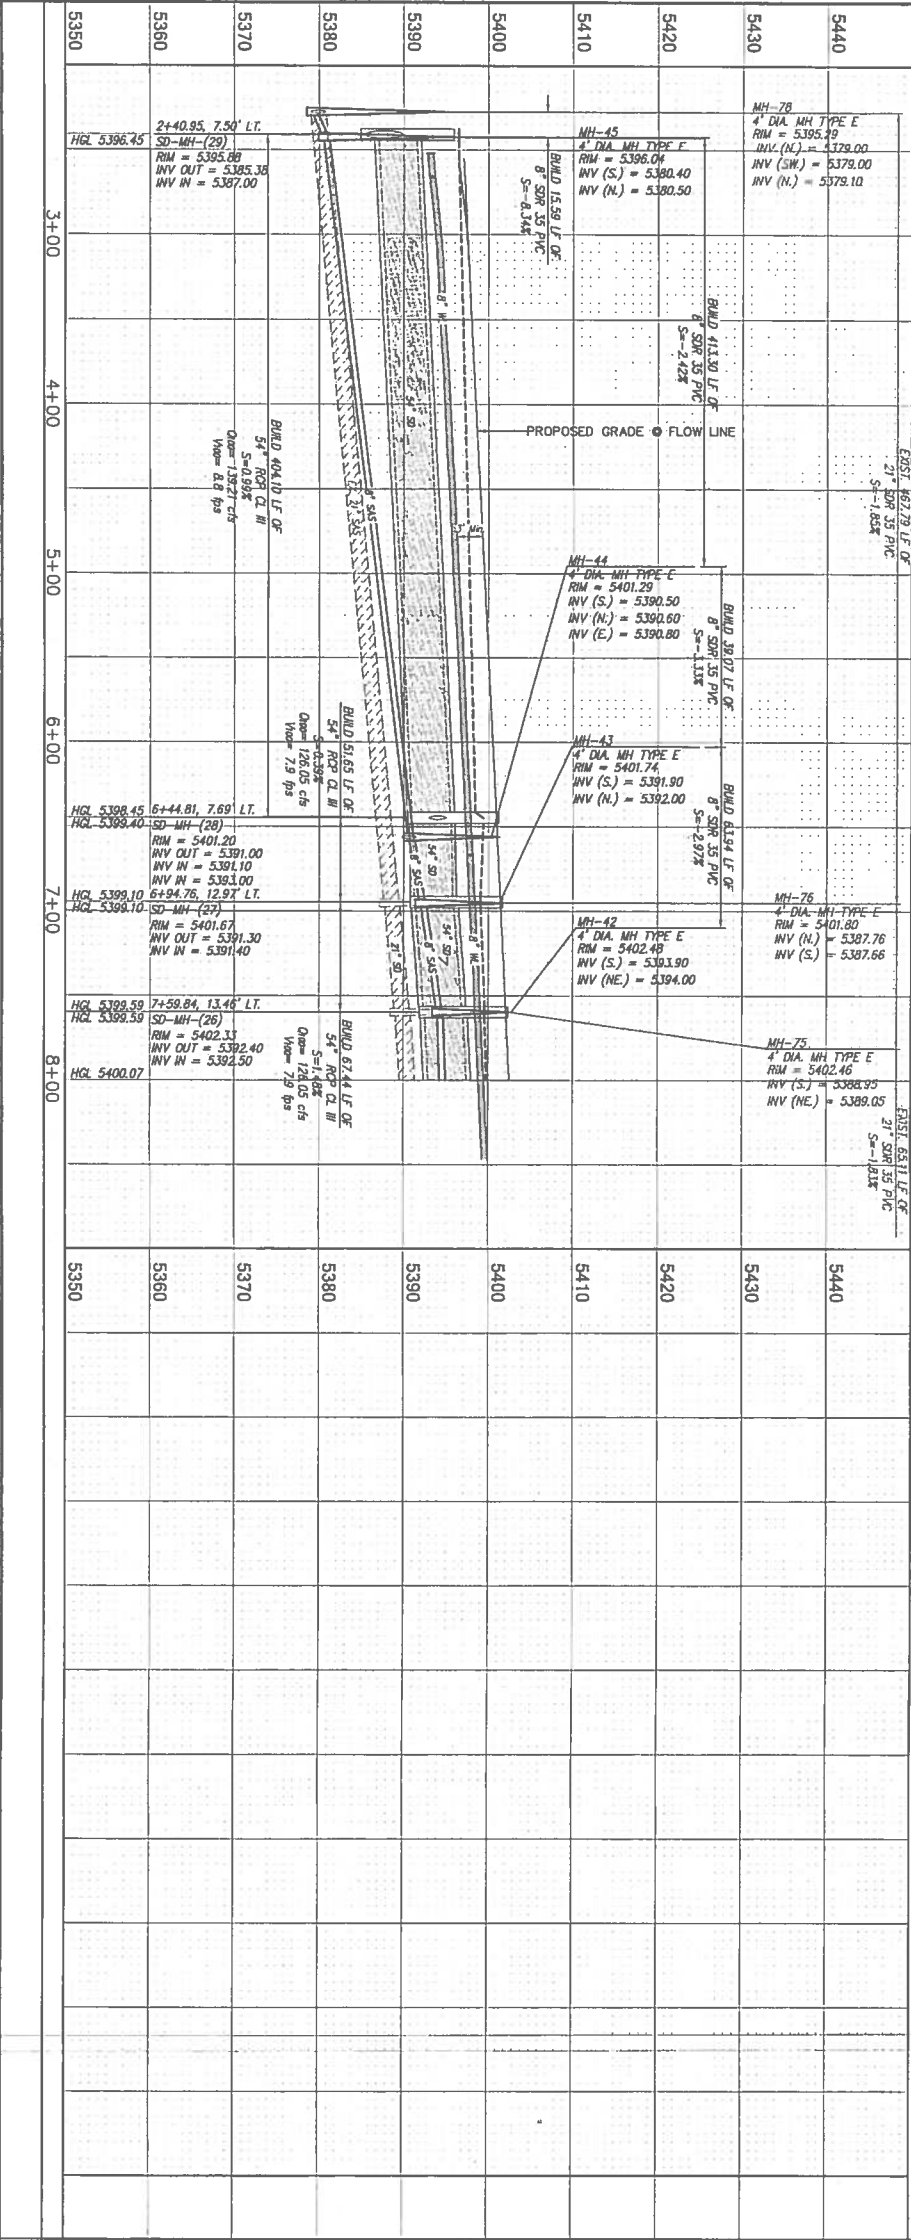 5350
5360
5370
5380
5390
5400
5410
5420
5430
5440
MH-78
4' DIA. MH TYPE E
RIM = 5395.29
INV (N.) = 5379.00
INV (SW.) = 5379.00
INV (N.) = 5379.10
MH-45
4' DIA. MH TYPE E
RIM = 5396.04
INV (S.) = 5380.40
INV (N.) = 5380.50
2+40.95, 7.50' LT.
HGL 5396.45
SD-MH-(29)
RIM = 5395.88
INV OUT = 5385.38
INV IN = 5387.00
BUILD 15.59 LF OF
8" SDR 35 PVC
S=-8.34%
BUILD 413.30 LF OF
8" SDR 35 PVC
S=-2.42%
EXIST. 467.79 LF OF
21" SDR 35 PVC
S=-1.85%
3+00
4+00
5+00
6+00
7+00
8+00
8" WL
54" SD
8" SAS
21" SAS
PROPOSED GRADE @ FLOW LINE
3' Min.
BUILD 404.10 LF OF
54" RCP CL III
S=0.99%
Q100= 139.21 cfs
V100= 8.8 fps
MH-44
4' DIA. MH TYPE E
RIM = 5401.29
INV (S.) = 5390.50
INV (N.) = 5390.60
INV (E.) = 5390.80
BUILD 39.07 LF OF
8" SDR 35 PVC
S=-3.33%
MH-43
4' DIA. MH TYPE E
RIM = 5401.74
INV (S.) = 5391.90
INV (N.) = 5392.00
BUILD 63.94 LF OF
8" SDR 35 PVC
S=-2.97%
BUILD 51.65 LF OF
54" RCP CL III
S=0.39%
Q100= 126.05 cfs
V100= 7.9 fps
HGL 5398.45
6+44.81, 7.69' LT.
HGL 5399.40
SD-MH-(28)
RIM = 5401.20
INV OUT = 5391.00
INV IN = 5391.10
INV IN = 5393.00
HGL 5399.10
6+94.76, 12.97' LT.
HGL 5399.10
SD-MH-(27)
RIM = 5401.67
INV OUT = 5391.30
INV IN = 5391.40
54" SD
8" SAS
54" SD
8" SAS
8" WL
21" SD
MH-42
4' DIA. MH TYPE E
RIM = 5402.48
INV (S.) = 5393.90
INV (NE.) = 5394.00
MH-76
4' DIA. MH TYPE E
RIM = 5401.80
INV (N.) = 5387.76
INV (S.) = 5387.66
HGL 5399.59
7+59.84, 13.46' LT.
HGL 5399.59
SD-MH-(26)
RIM = 5402.33
INV OUT = 5392.40
INV IN = 5392.50
HGL 5400.07
BUILD 67.44 LF OF
54" RCP CL III
S=1.48%
Q100= 126.05 cfs
V100= 7.9 fps
MH-75
4' DIA. MH TYPE E
RIM = 5402.46
INV (S.) = 5388.95
INV (NE.) = 5389.05
EXIST. 65.11 LF OF
21" SDR 35 PVC
S=-1.83%
5350
5360
5370
5380
5390
5400
5410
5420
5430
5440